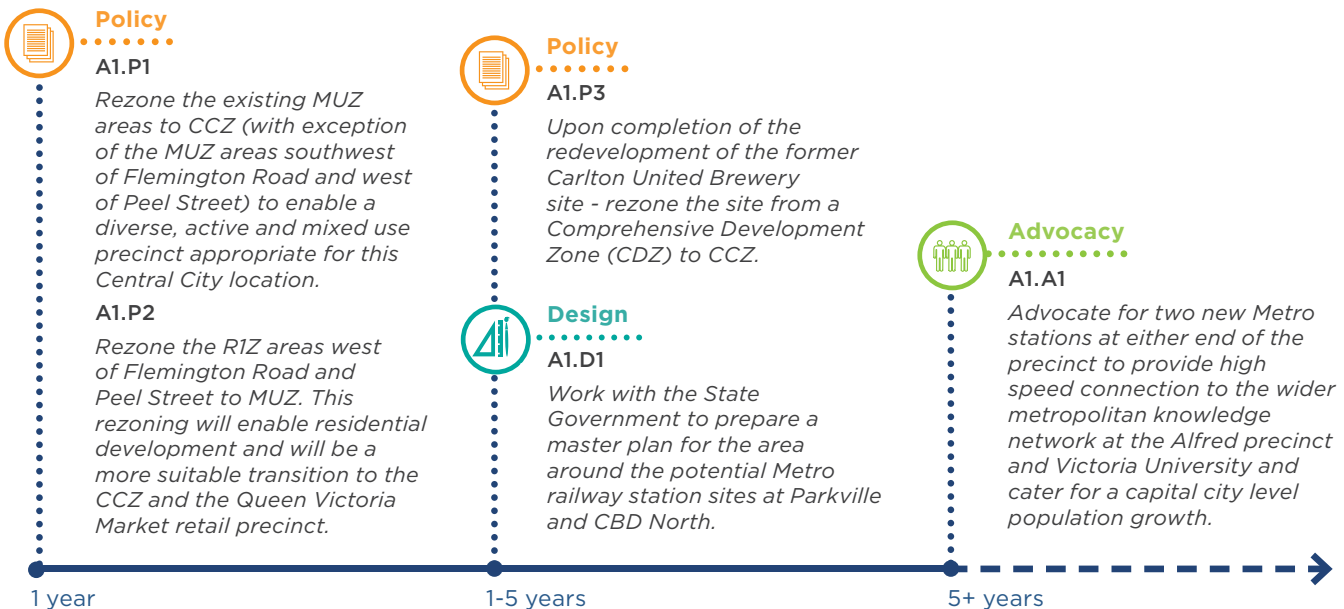 Policy
A1.P1
Rezone the existing MUZ
areas to CCZ (with exception
of the MUZ areas southwest
of Flemington Road and west
of Peel Street) to enable a
diverse, active and mixed use
precinct appropriate for this
Central City location.
A1.P2
Rezone the R1Z areas west
of Flemington Road and
Peel Street to MUZ. This
rezoning will enable residential
development and will be a
more suitable transition to the
CCZ and the Queen Victoria
Market retail precinct.
1 year
Policy
A1.P3
Upon completion of the
redevelopment of the former
Carlton United Brewery
site - rezone the site from a
Comprehensive Development
Zone (CDZ) to CCZ.
Design
A1.D1
Work with the State
Government to prepare a
master plan for the area
around the potential Metro
railway station sites at Parkville
and CBD North.
1-5 years
Advocacy
A1.A1
Advocate for two new Metro
stations at either end of the
precinct to provide high
speed connection to the wider
metropolitan knowledge
network at the Alfred precinct
and Victoria University and
cater for a capital city level
population growth.
5+ years